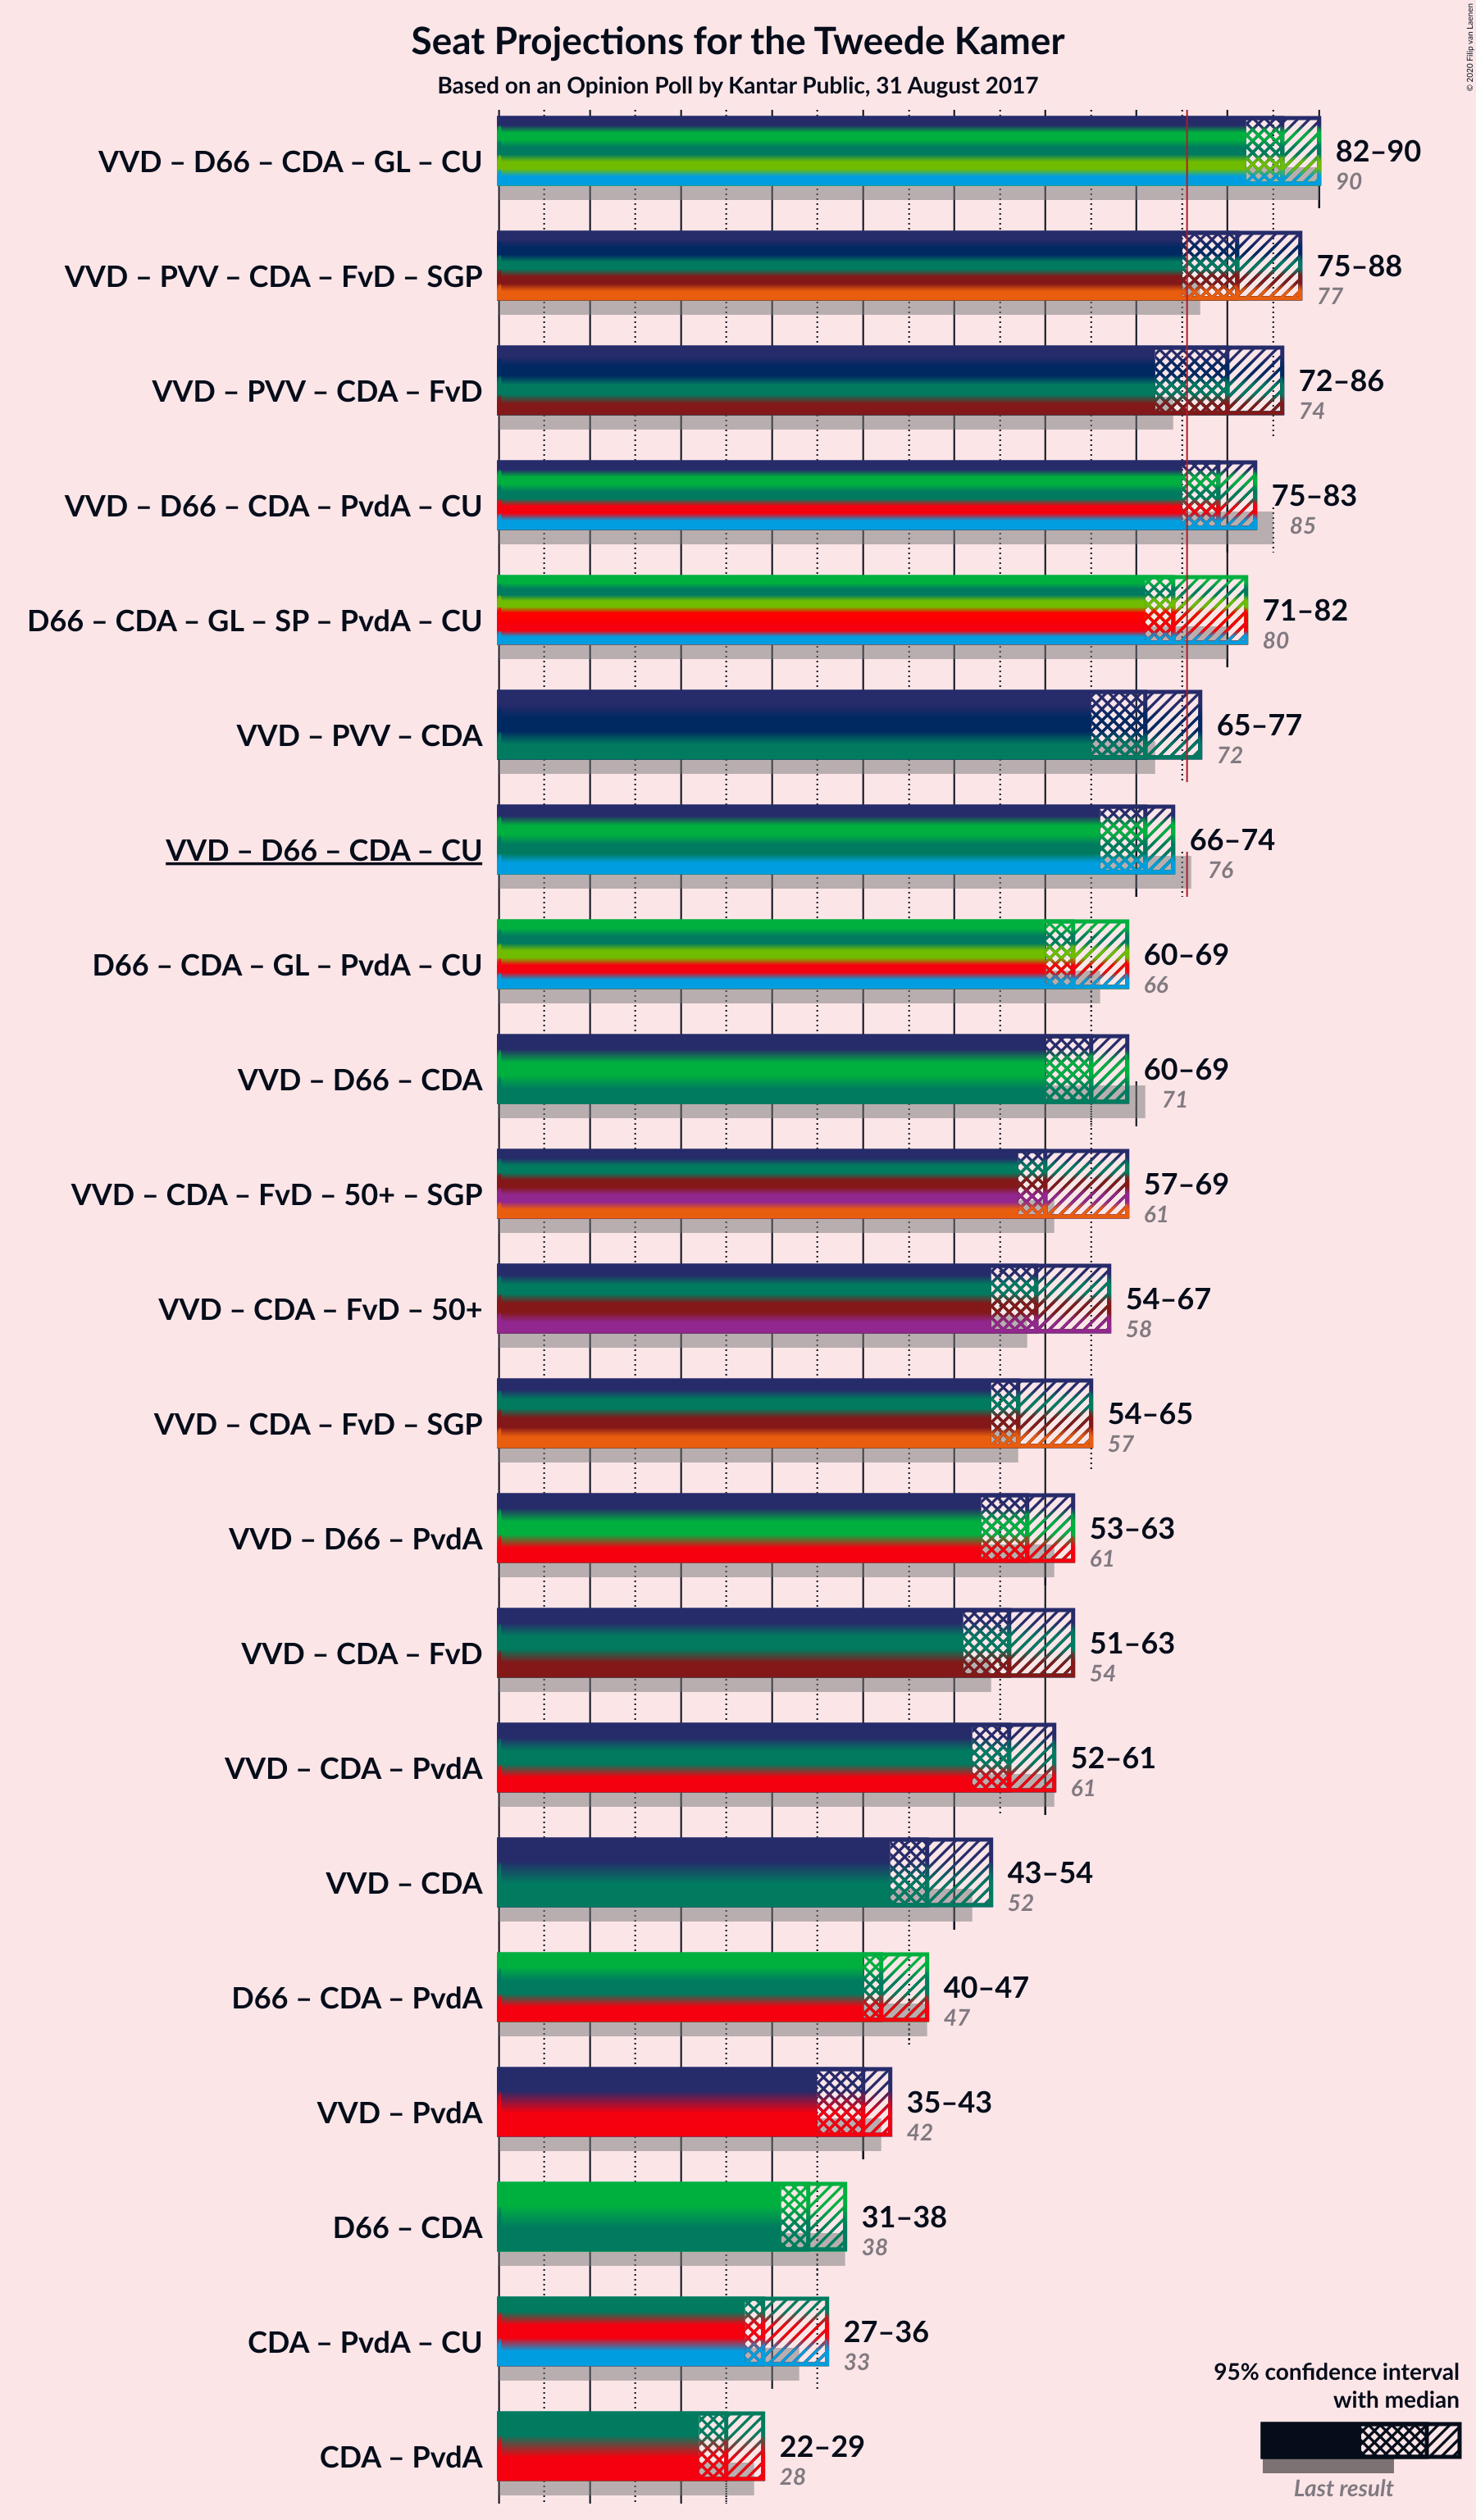 © 2020 Filip van Laenen
Seat Projections for the Tweede Kamer
Based on an Opinion Poll by Kantar Public, 31 August 2017
VVD – D66 – CDA – GL – CU
82–90
90
VVD – PVV – CDA – FvD – SGP
75–88
77
VVD – PVV – CDA – FvD
72–86
74
VVD – D66 – CDA – PvdA – CU
75–83
85
D66 – CDA – GL – SP – PvdA – CU
71–82
80
VVD – PVV – CDA
65–77
72
VVD – D66 – CDA – CU
66–74
76
D66 – CDA – GL – PvdA – CU
60–69
66
VVD – D66 – CDA
60–69
71
VVD – CDA – FvD – 50+ – SGP
57–69
61
VVD – CDA – FvD – 50+
54–67
58
VVD – CDA – FvD – SGP
54–65
57
VVD – D66 – PvdA
53–63
61
VVD – CDA – FvD
51–63
54
VVD – CDA – PvdA
52–61
61
VVD – CDA
43–54
52
D66 – CDA – PvdA
40–47
47
VVD – PvdA
35–43
42
D66 – CDA
31–38
38
CDA – PvdA – CU
27–36
33
CDA – PvdA
22–29
28
95% confidence interval
with median
Last result